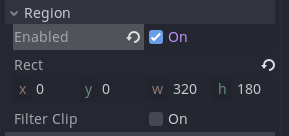 Region
Enabled On
Rect
x 0 y 0 w 320 h 180
Filter Clip On